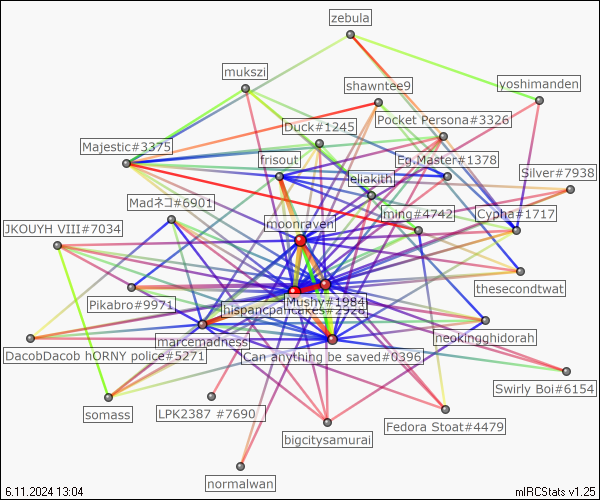 zebula
mukszi
shawntee9
yoshimanden
Pocket Persona#3326
Duck#1245
Majestic#3375
frisout
Eg.Master#1378
eliakith
Silver#7938
Madネコ#6901
ming#4742
Cypha#1717
JKOUYH VIII#7034
moonraven
thesecondtwat
Pikabro#9971
Mushy#1984
hispancpancakes#2928
marcemadness
neokingghidorah
DacobDacob hORNY police#5271
Can anything be saved#0396
Swirly Boi#6154
somass
LPK2387 #7690
Fedora Stoat#4479
bigcitysamurai
normalwan
6.11.2024 13:04
mIRCStats v1.25